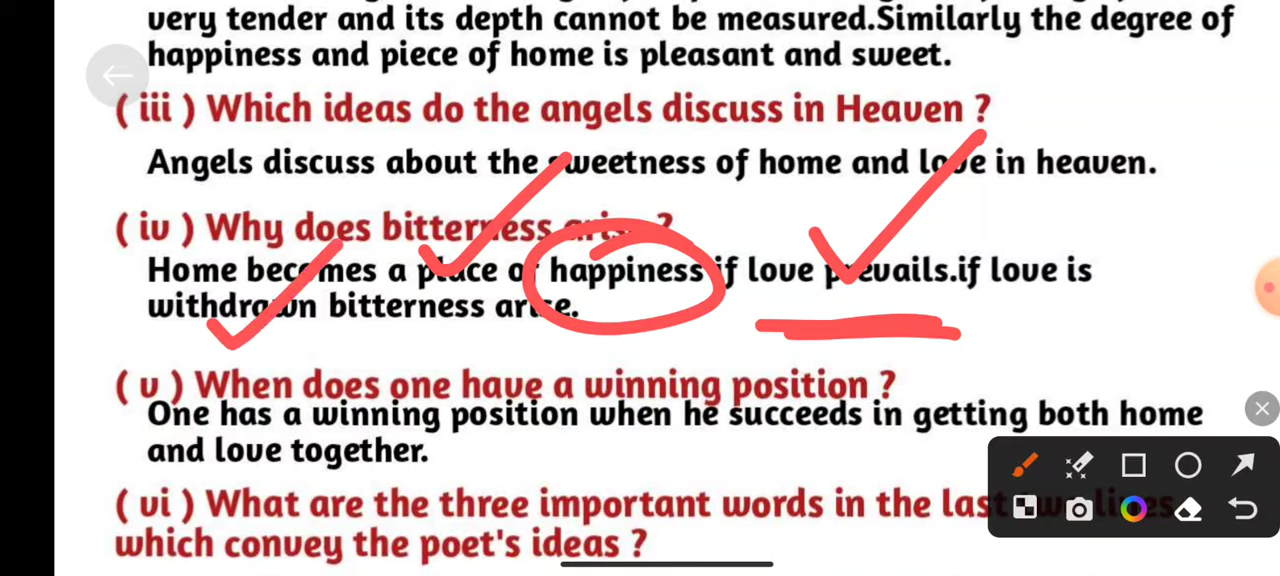 very tender and its depth cannot be measured.Similarly the degree of
happiness and piece of home is pleasant and sweet.
( iii ) Which ideas do the angels discuss in Heaven ?
Angels discuss about the sweetness of home and love in heaven.
( iv ) Why does bitterness arise ?
Home becomes a place of happiness if love prevails.if love is
withdrawn bitterness arise.
( v ) When does one have a winning position ?
One has a winning position when he succeeds in getting both home
and love together.
( vi ) What are the three important words in the last two lines
which convey the poet's ideas ?